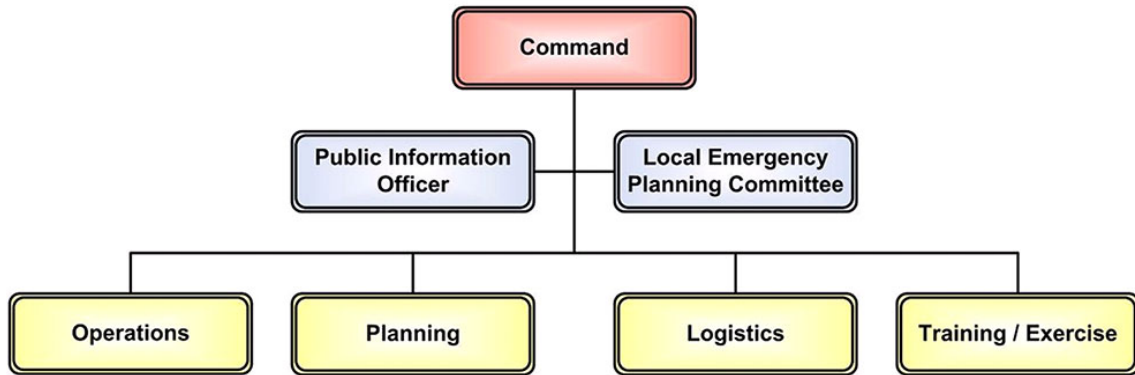 Command
Public Information
Officer
Local Emergency
Planning Committee
Operations
Planning
Logistics
Training / Exercise